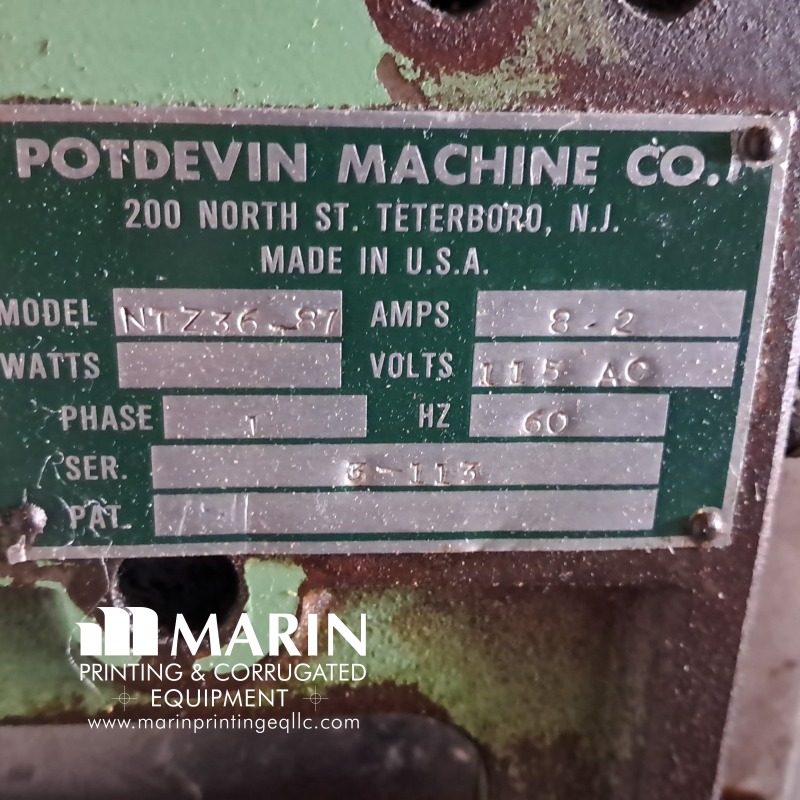 POTDEVIN MACHINE CO.
200 NORTH ST. TETERBORO, N.J.
MADE IN U.S.A.
MODEL NTZ36-87 AMPS 8.2
WATTS VOLTS 115 AC
PHASE 1 HZ 60
SER. 3-113
PAT.
MARIN
PRINTING & CORRUGATED
EQUIPMENT
www.marinprintingeqllc.com